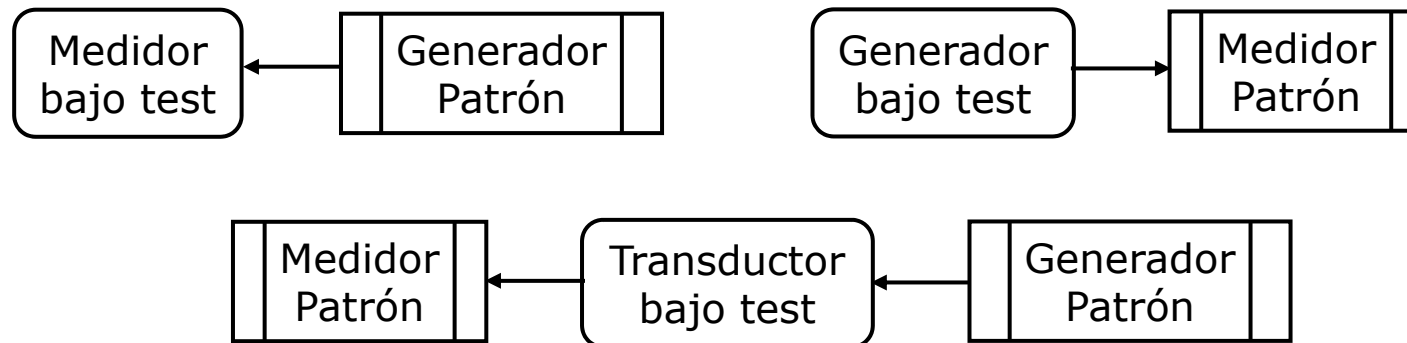 Medidor
bajo test
Generador
Patrón
Generador
bajo test
Medidor
Patrón
Medidor
Patrón
Transductor
bajo test
Generador
Patrón